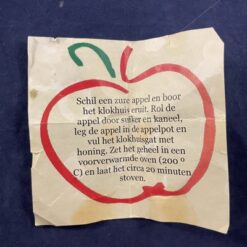 Schil een zure appel en boor
het klokhuis eruit. Rol de
appel door suiker en kaneel,
leg de appel in de appelpot en
vul het klokhuisgat met
honing. Zet het geheel in een
voorverwarmde oven (200 º
C) en laat het circa 20 minuten
stoven.